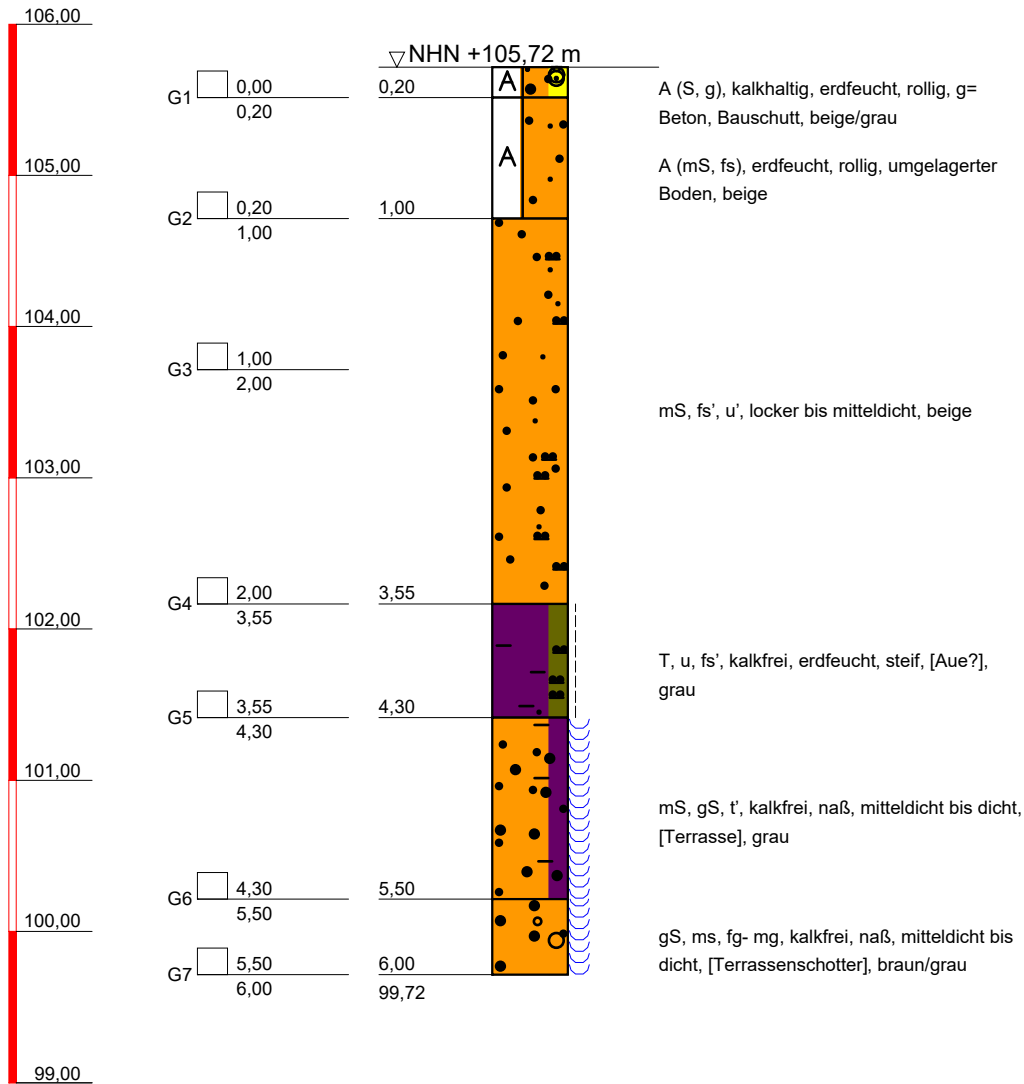 106,00
NHN +105,72 m
G1
0,00
0,20
0,20
A
A (S, g), kalkhaltig, erdfeucht, rollig, g=
Beton, Bauschutt, beige/grau
105,00
A
A (mS, fs), erdfeucht, rollig, umgelagerter
Boden, beige
G2
0,20
1,00
1,00
104,00
G3
1,00
2,00
mS, fs’, u’, locker bis mitteldicht, beige
103,00
G4
2,00
3,55
3,55
102,00
T, u, fs’, kalkfrei, erdfeucht, steif, [Aue?],
grau
G5
3,55
4,30
4,30
101,00
mS, gS, t’, kalkfrei, naß, mitteldicht bis dicht,
[Terrasse], grau
G6
4,30
5,50
5,50
100,00
gS, ms, fg- mg, kalkfrei, naß, mitteldicht bis
dicht, [Terrassenschotter], braun/grau
G7
5,50
6,00
6,00
99,72
99,00